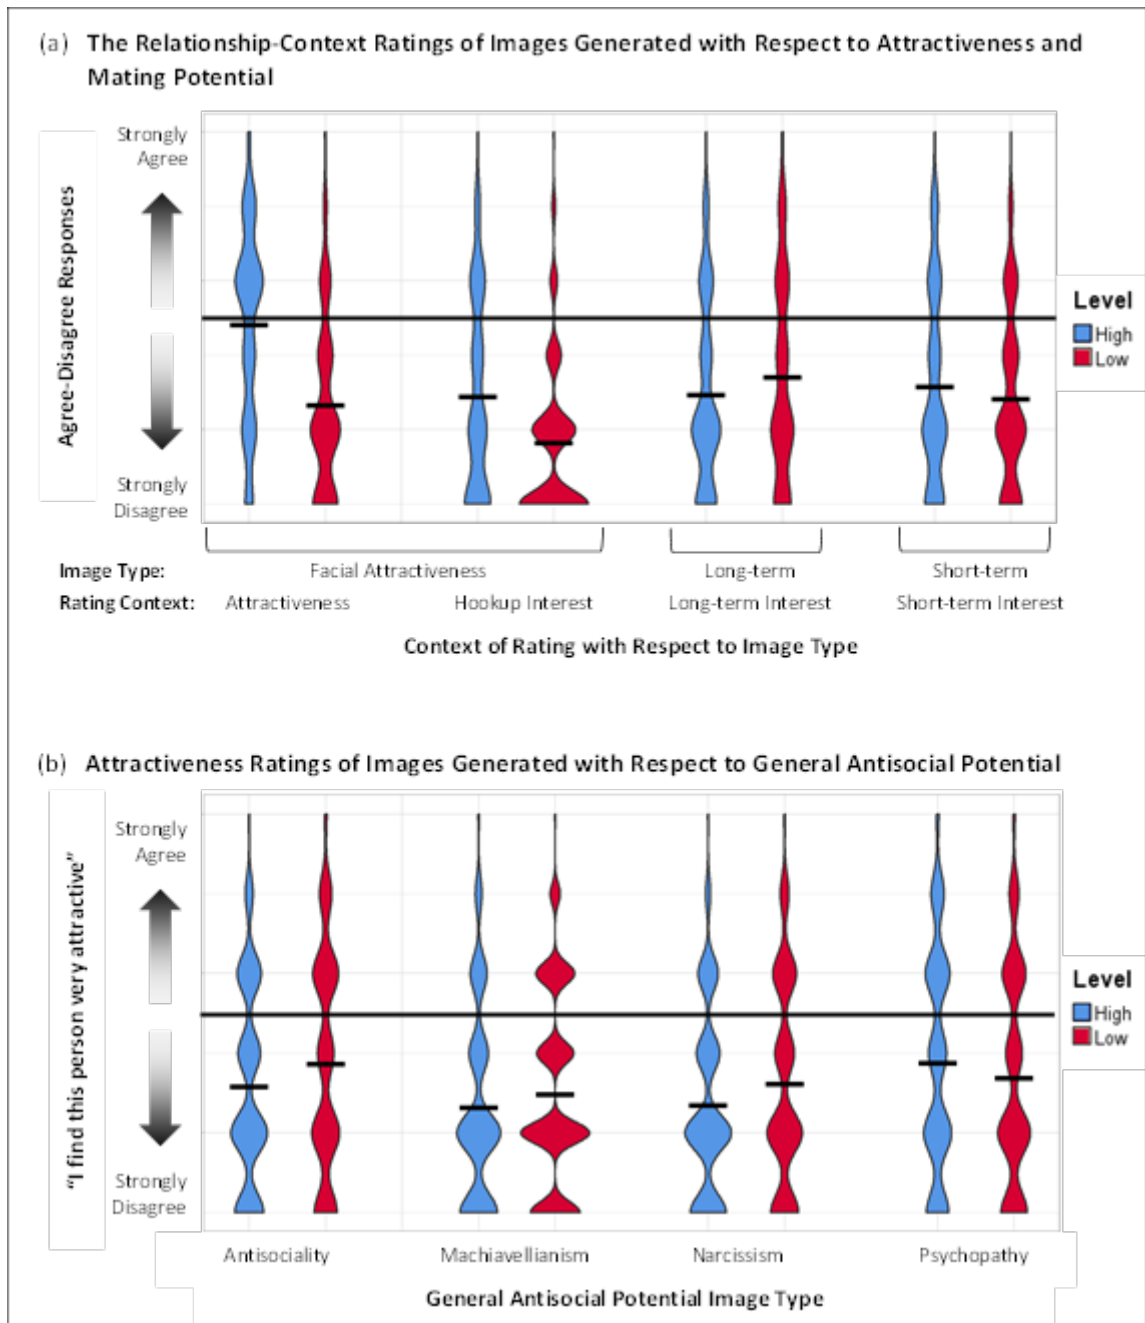 (a) The Relationship-Context Ratings of Images Generated with Respect to Attractiveness and
Mating Potential
Agree-Disagree Responses
Strongly
Agree
Strongly
Disagree
Level
High
Low
Image Type: Facial Attractiveness Long-term Short-term
Rating Context: Attractiveness Hookup Interest Long-term Interest Short-term Interest
Context of Rating with Respect to Image Type
(b) Attractiveness Ratings of Images Generated with Respect to General Antisocial Potential
"I find this person very attractive"
Strongly
Agree
Strongly
Disagree
Level
High
Low
Antisociality Machiavellianism Narcissism Psychopathy
General Antisocial Potential Image Type